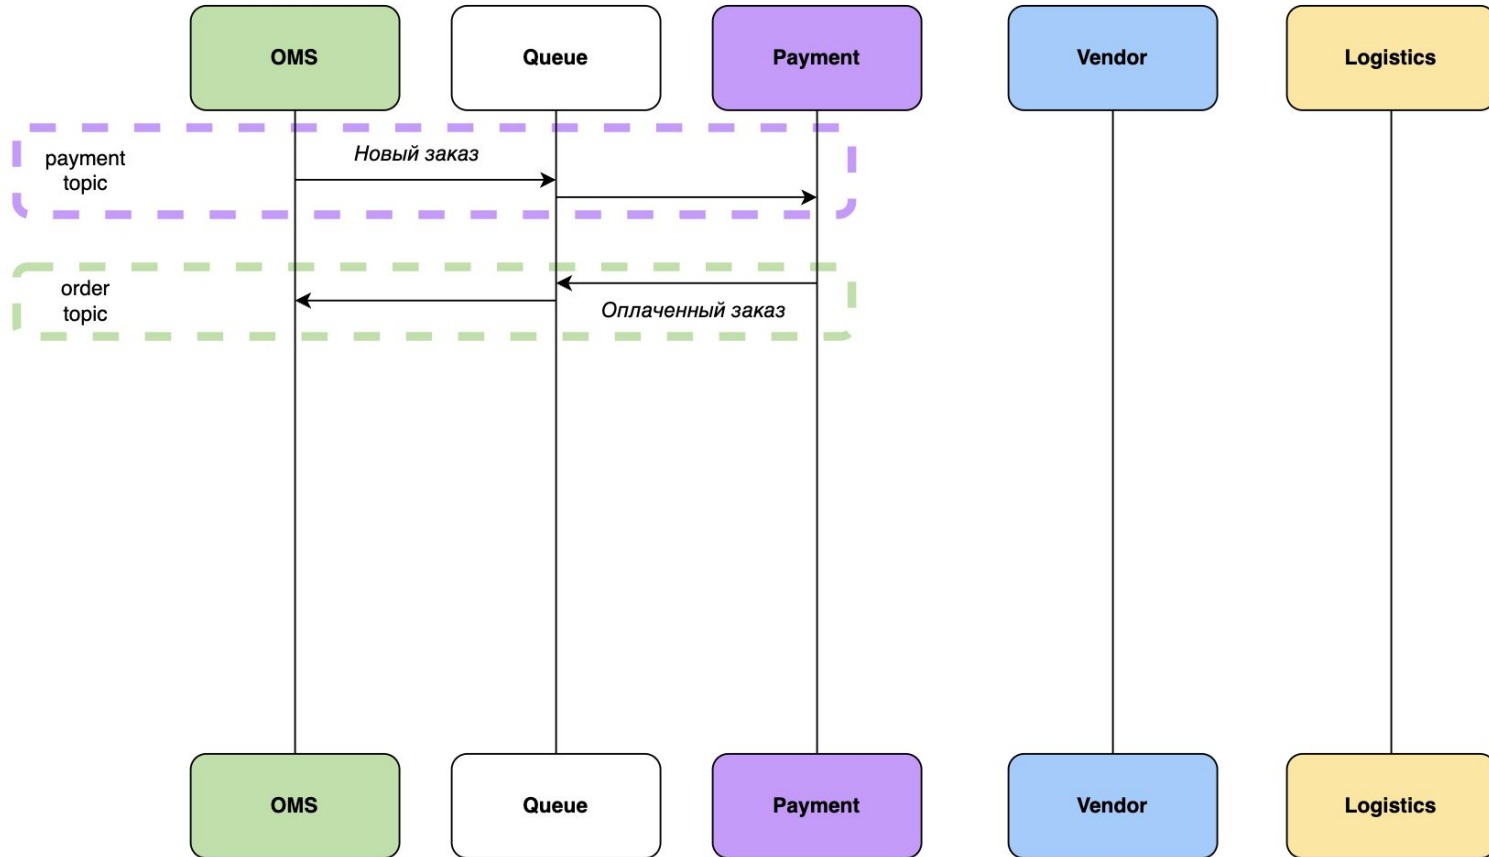 OMS
Queue
Payment
Vendor
Logistics
payment
topic
Новый заказ
order
topic
Оплаченный заказ
OMS
Queue
Payment
Vendor
Logistics